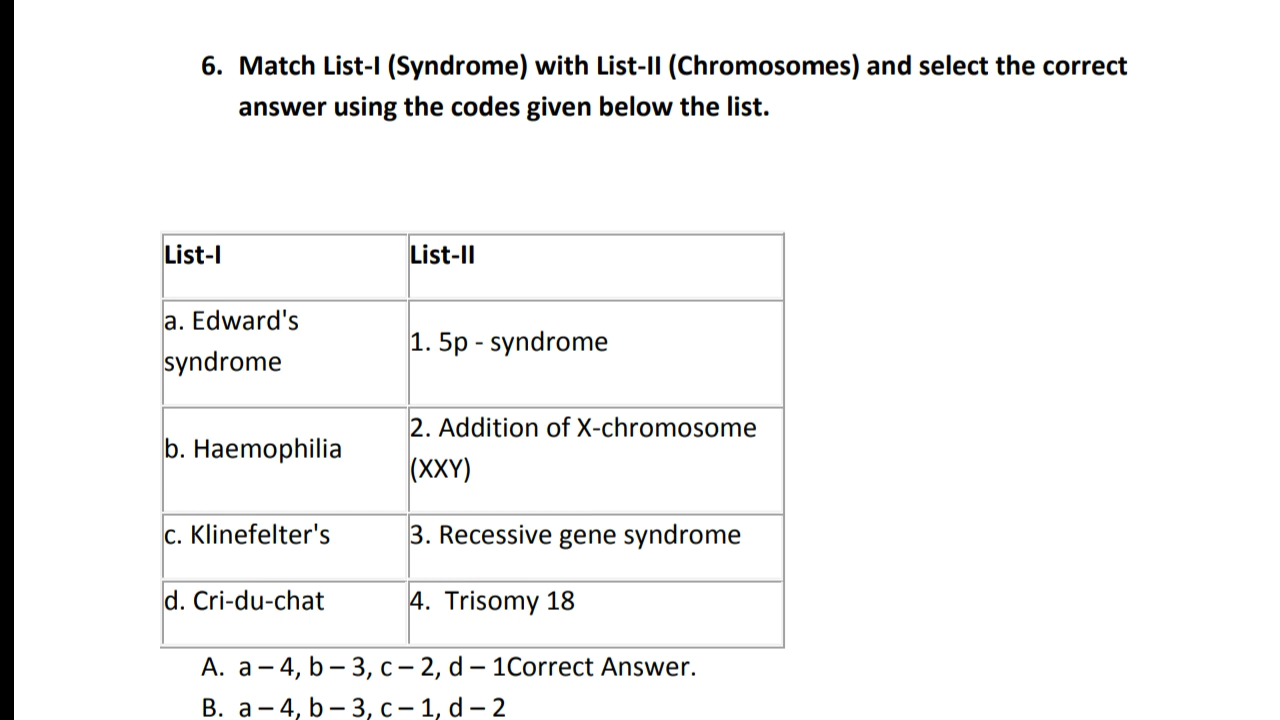 6. Match List-I (Syndrome) with List-II (Chromosomes) and select the correct
answer using the codes given below the list.
List-I List-II
a. Edward's
syndrome
1. 5p - syndrome
b. Haemophilia
2. Addition of X-chromosome
(XXY)
c. Klinefelter's 3. Recessive gene syndrome
d. Cri-du-chat 4. Trisomy 18
A. a – 4, b – 3, c – 2, d – 1Correct Answer.
B. a – 4, b – 3, c – 1, d – 2